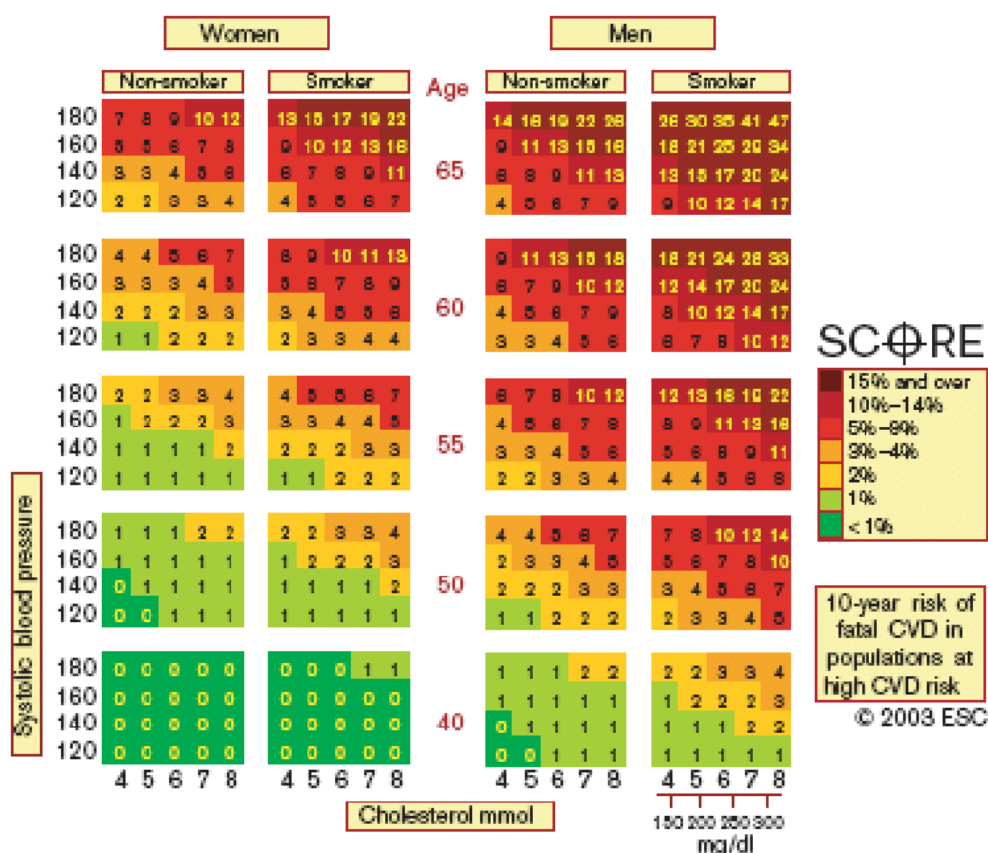 Women Men
Non-smoker Smoker Age Non-smoker Smoker
180 7 8 9 10 12 13 15 17 19 22 14 16 19 22 26 26 30 35 41 47
160 5 5 6 7 8 9 10 12 13 16 9 11 13 15 16 18 21 25 29 34
65
140 3 3 4 5 6 6 7 8 9 11 6 8 9 11 13 13 15 17 20 24
120 2 2 3 3 4 4 5 5 6 7 4 5 6 7 9 9 10 12 14 17
180 4 4 5 6 7 8 9 10 11 13 9 11 13 15 18 18 21 24 28 33
160 3 3 3 4 5 5 6 7 8 9 6 7 9 10 12 12 14 17 20 24
60
140 2 2 2 3 3 3 4 5 5 6 4 5 6 7 9 8 10 12 14 17
120 1 1 2 2 2 2 3 3 4 4 3 3 4 5 6 6 7 8 10 12
180 2 2 3 3 4 4 5 5 6 7 6 7 8 10 12 12 13 16 19 22
160 1 2 2 2 3 3 3 4 4 5 4 5 6 7 8 8 9 11 13 16
55
140 1 1 1 1 2 2 2 2 3 3 3 3 4 5 6 5 6 8 9 11
120 1 1 1 1 1 1 1 2 2 2 2 2 3 3 4 4 4 5 6 8
180 1 1 1 2 2 2 2 3 3 4 4 4 5 6 7 7 8 10 12 14
160 1 1 1 1 1 1 2 2 2 3 2 3 3 4 5 5 6 7 8 10
50
140 0 1 1 1 1 1 1 1 1 2 2 2 2 3 3 3 4 5 6 7
120 0 0 1 1 1 1 1 1 1 1 1 1 2 2 2 2 3 3 4 5
180 0 0 0 0 0 0 0 0 1 1 1 1 1 2 2 2 2 3 3 4
160 0 0 0 0 0 0 0 0 0 0 1 1 1 1 1 1 2 2 2 3
40
140 0 0 0 0 0 0 0 0 0 0 0 1 1 1 1 1 1 1 2 2
120 0 0 0 0 0 0 0 0 0 0 0 0 1 1 1 1 1 1 1 1
4 5 6 7 8 4 5 6 7 8 4 5 6 7 8 4 5 6 7 8
Cholesterol mmol
150 200 250 300
mg/dl
Systolic blood pressure
SCORE
15% and over
10%–14%
5%–9%
3%–4%
2%
1%
< 1%
10-year risk of
fatal CVD in
populations at
high CVD risk
© 2003 ESC